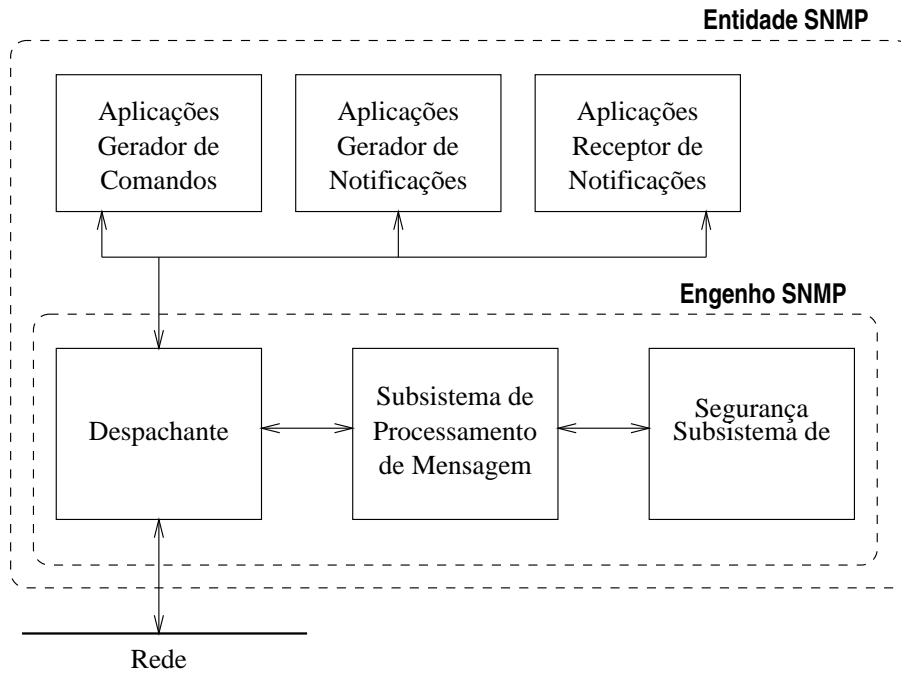 Entidade SNMP
Aplicações
Gerador de
Comandos
Aplicações
Gerador de
Notificações
Aplicações
Receptor de
Notificações
Engenho SNMP
Despachante
Subsistema de
Processamento
de Mensagem
Segurança
Subsistema de
Rede